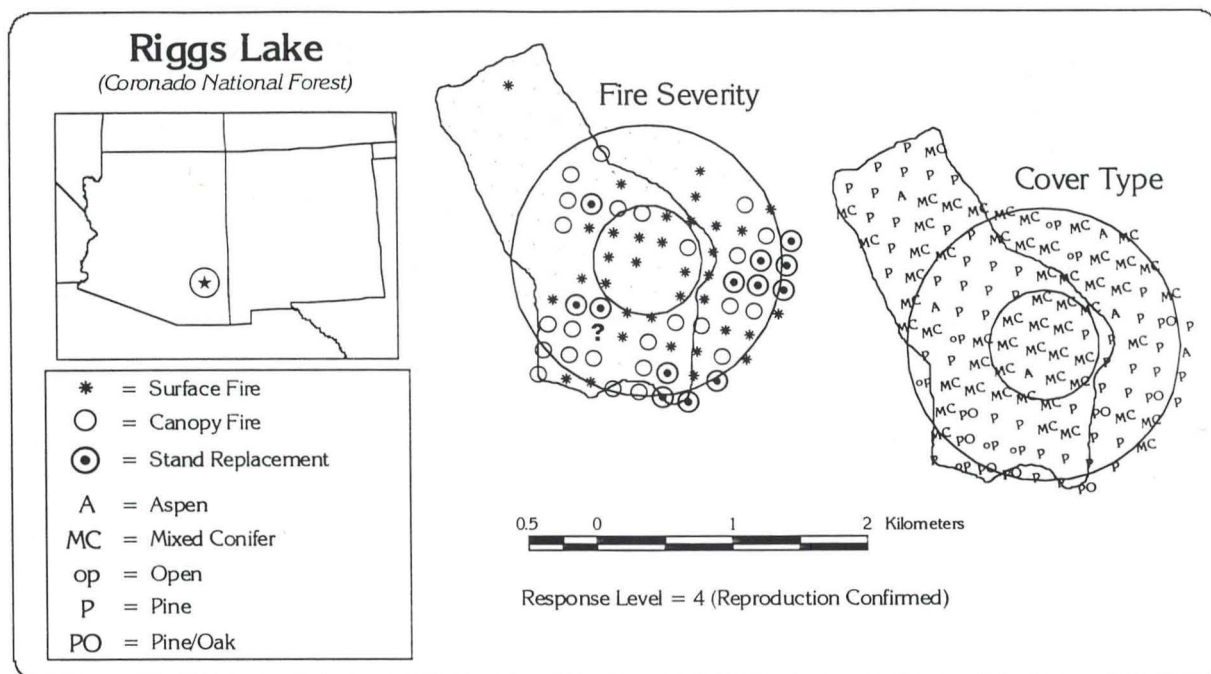 Riggs Lake
(Coronado National Forest)
Fire Severity
Cover Type
?
* = Surface Fire
= Canopy Fire
= Stand Replacement
A = Aspen
MC = Mixed Conifer
op = Open
P = Pine
PO = Pine/Oak
0.5 0 1 2 Kilometers
Response Level = 4 (Reproduction Confirmed)